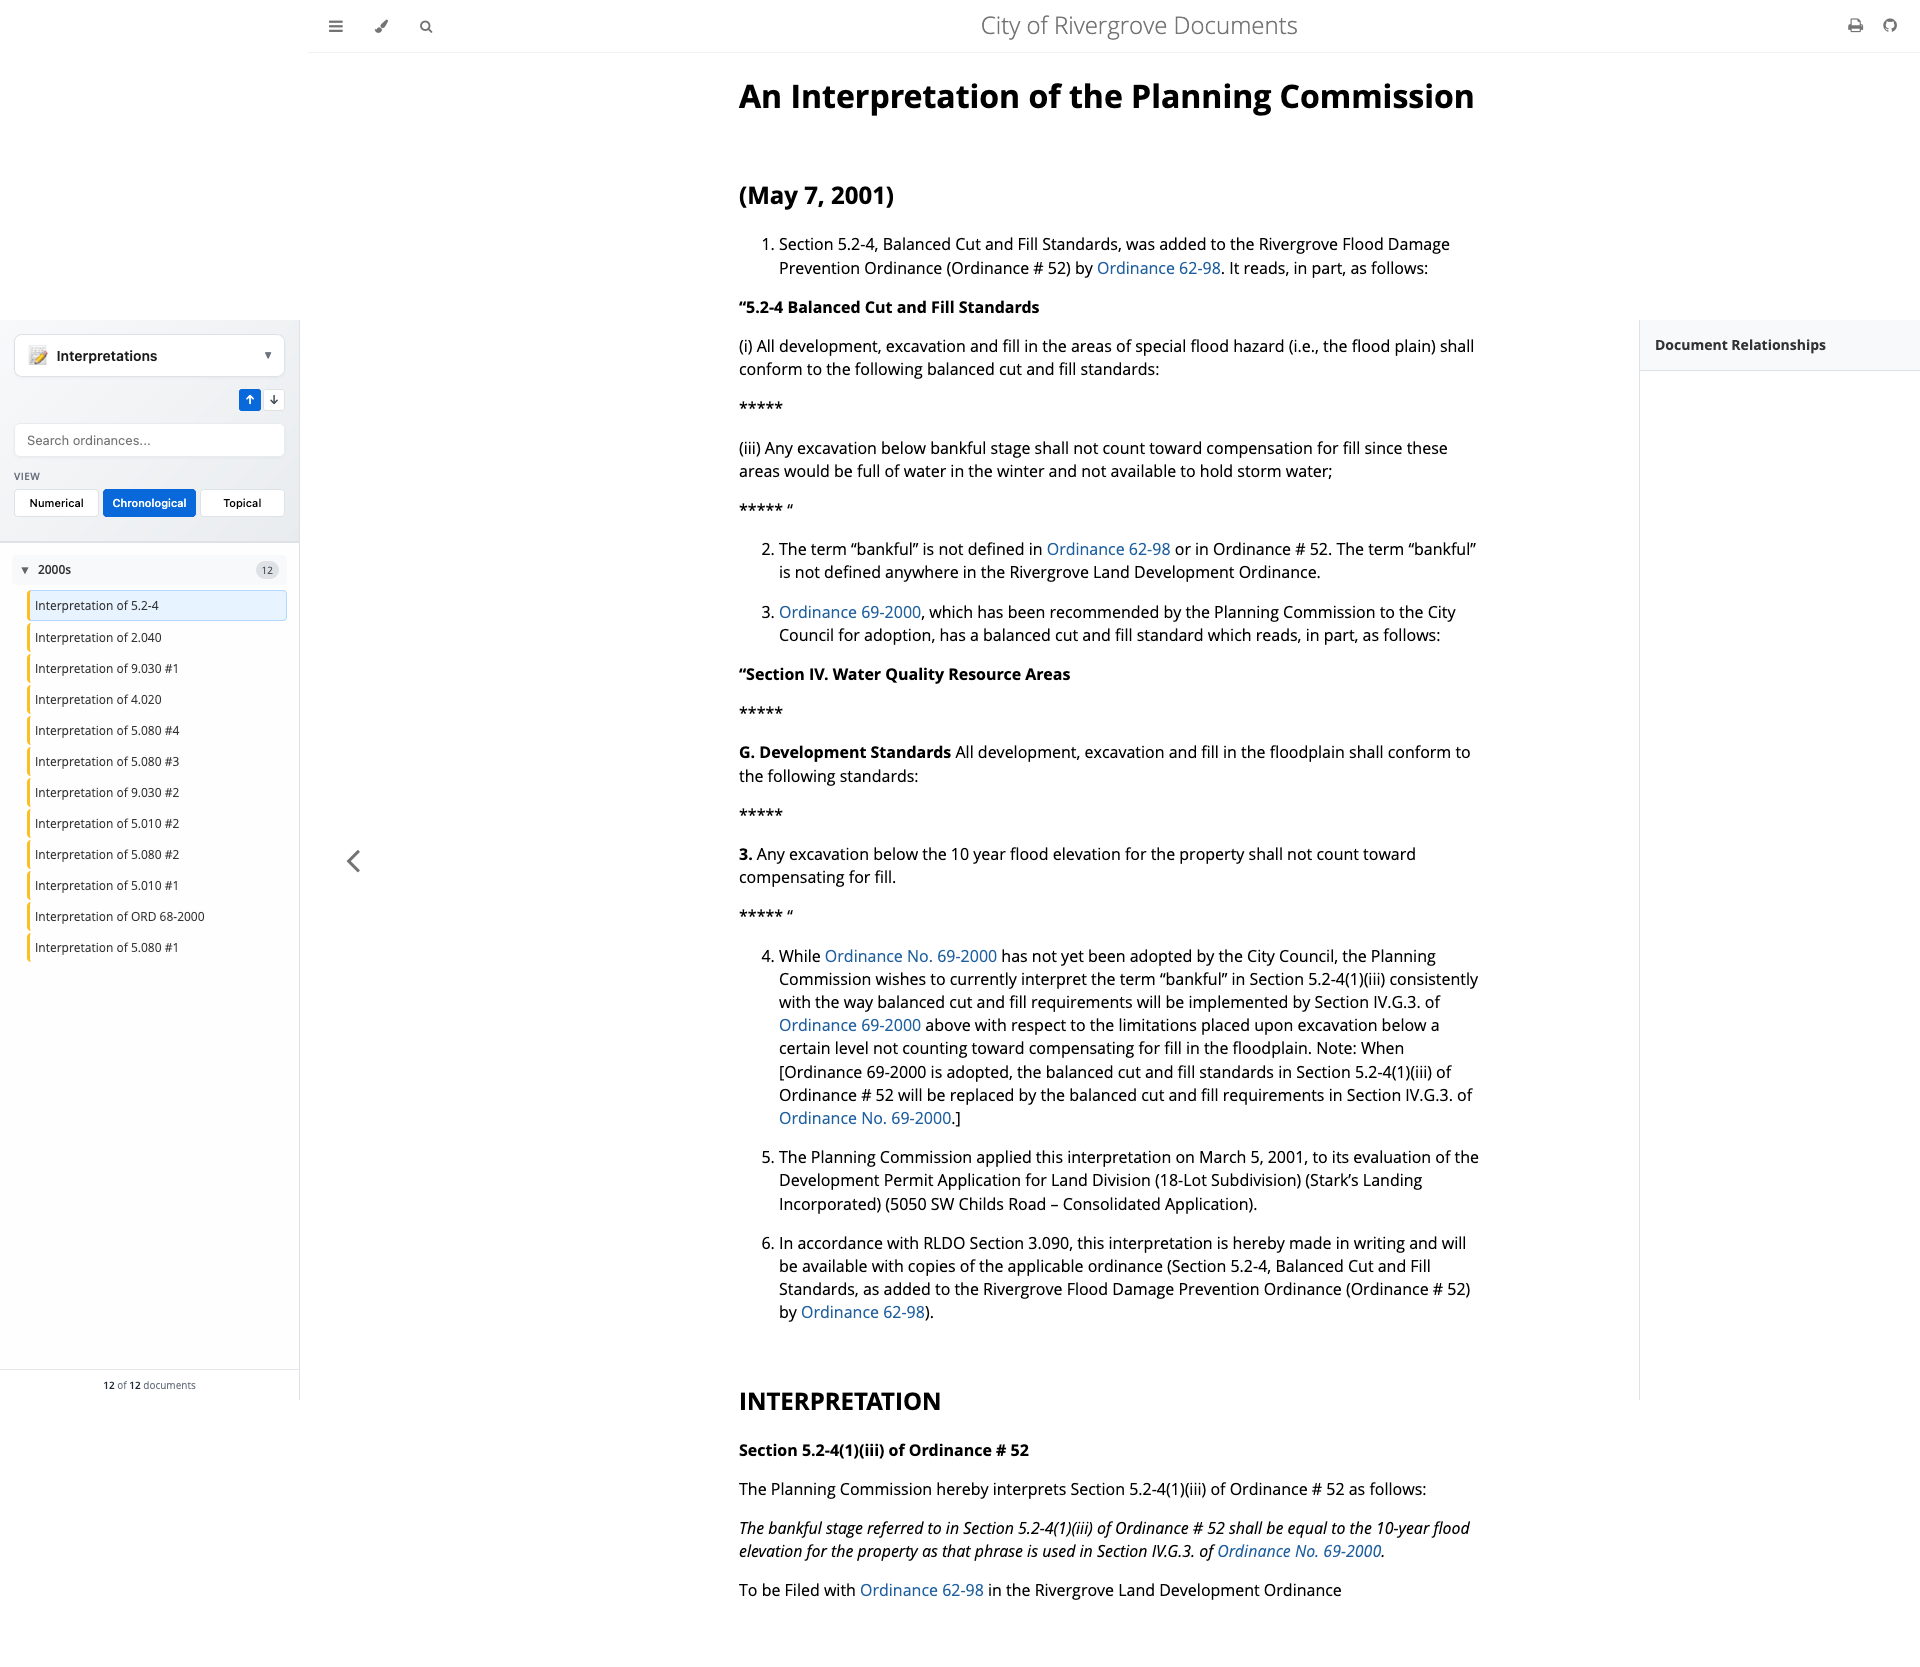 City of Rivergrove Documents
An Interpretation of the Planning Commission
(May 7, 2001)
1. Section 5.2-4, Balanced Cut and Fill Standards, was added to the Rivergrove Flood Damage
Prevention Ordinance (Ordinance # 52) by Ordinance 62-98. It reads, in part, as follows:
“5.2-4 Balanced Cut and Fill Standards
(i) All development, excavation and fill in the areas of special flood hazard (i.e., the flood plain) shall
conform to the following balanced cut and fill standards:
*****
(iii) Any excavation below bankful stage shall not count toward compensation for fill since these
areas would be full of water in the winter and not available to hold storm water;
***** “
2. The term “bankful” is not defined in Ordinance 62-98 or in Ordinance # 52. The term “bankful”
is not defined anywhere in the Rivergrove Land Development Ordinance.
3. Ordinance 69-2000, which has been recommended by the Planning Commission to the City
Council for adoption, has a balanced cut and fill standard which reads, in part, as follows:
“Section IV. Water Quality Resource Areas
*****
G. Development Standards All development, excavation and fill in the floodplain shall conform to
the following standards:
*****
3. Any excavation below the 10 year flood elevation for the property shall not count toward
compensating for fill.
***** “
4. While Ordinance No. 69-2000 has not yet been adopted by the City Council, the Planning
Commission wishes to currently interpret the term “bankful” in Section 5.2-4(1)(iii) consistently
with the way balanced cut and fill requirements will be implemented by Section IV.G.3. of
Ordinance 69-2000 above with respect to the limitations placed upon excavation below a
certain level not counting toward compensating for fill in the floodplain. Note: When
[Ordinance 69-2000 is adopted, the balanced cut and fill standards in Section 5.2-4(1)(iii) of
Ordinance # 52 will be replaced by the balanced cut and fill requirements in Section IV.G.3. of
Ordinance No. 69-2000.]
5. The Planning Commission applied this interpretation on March 5, 2001, to its evaluation of the
Development Permit Application for Land Division (18-Lot Subdivision) (Stark’s Landing
Incorporated) (5050 SW Childs Road – Consolidated Application).
6. In accordance with RLDO Section 3.090, this interpretation is hereby made in writing and will
be available with copies of the applicable ordinance (Section 5.2-4, Balanced Cut and Fill
Standards, as added to the Rivergrove Flood Damage Prevention Ordinance (Ordinance # 52)
by Ordinance 62-98).
INTERPRETATION
Section 5.2-4(1)(iii) of Ordinance # 52
The Planning Commission hereby interprets Section 5.2-4(1)(iii) of Ordinance # 52 as follows:
The bankful stage referred to in Section 5.2-4(1)(iii) of Ordinance # 52 shall be equal to the 10-year flood
elevation for the property as that phrase is used in Section IV.G.3. of Ordinance No. 69-2000.
To be Filed with Ordinance 62-98 in the Rivergrove Land Development Ordinance
Interpretations
Search ordinances...
VIEW
Numerical Chronological Topical
2000s 12
Interpretation of 5.2-4
Interpretation of 2.040
Interpretation of 9.030 #1
Interpretation of 4.020
Interpretation of 5.080 #4
Interpretation of 5.080 #3
Interpretation of 9.030 #2
Interpretation of 5.010 #2
Interpretation of 5.080 #2
Interpretation of 5.010 #1
Interpretation of ORD 68-2000
Interpretation of 5.080 #1
12 of 12 documents
Document Relationships